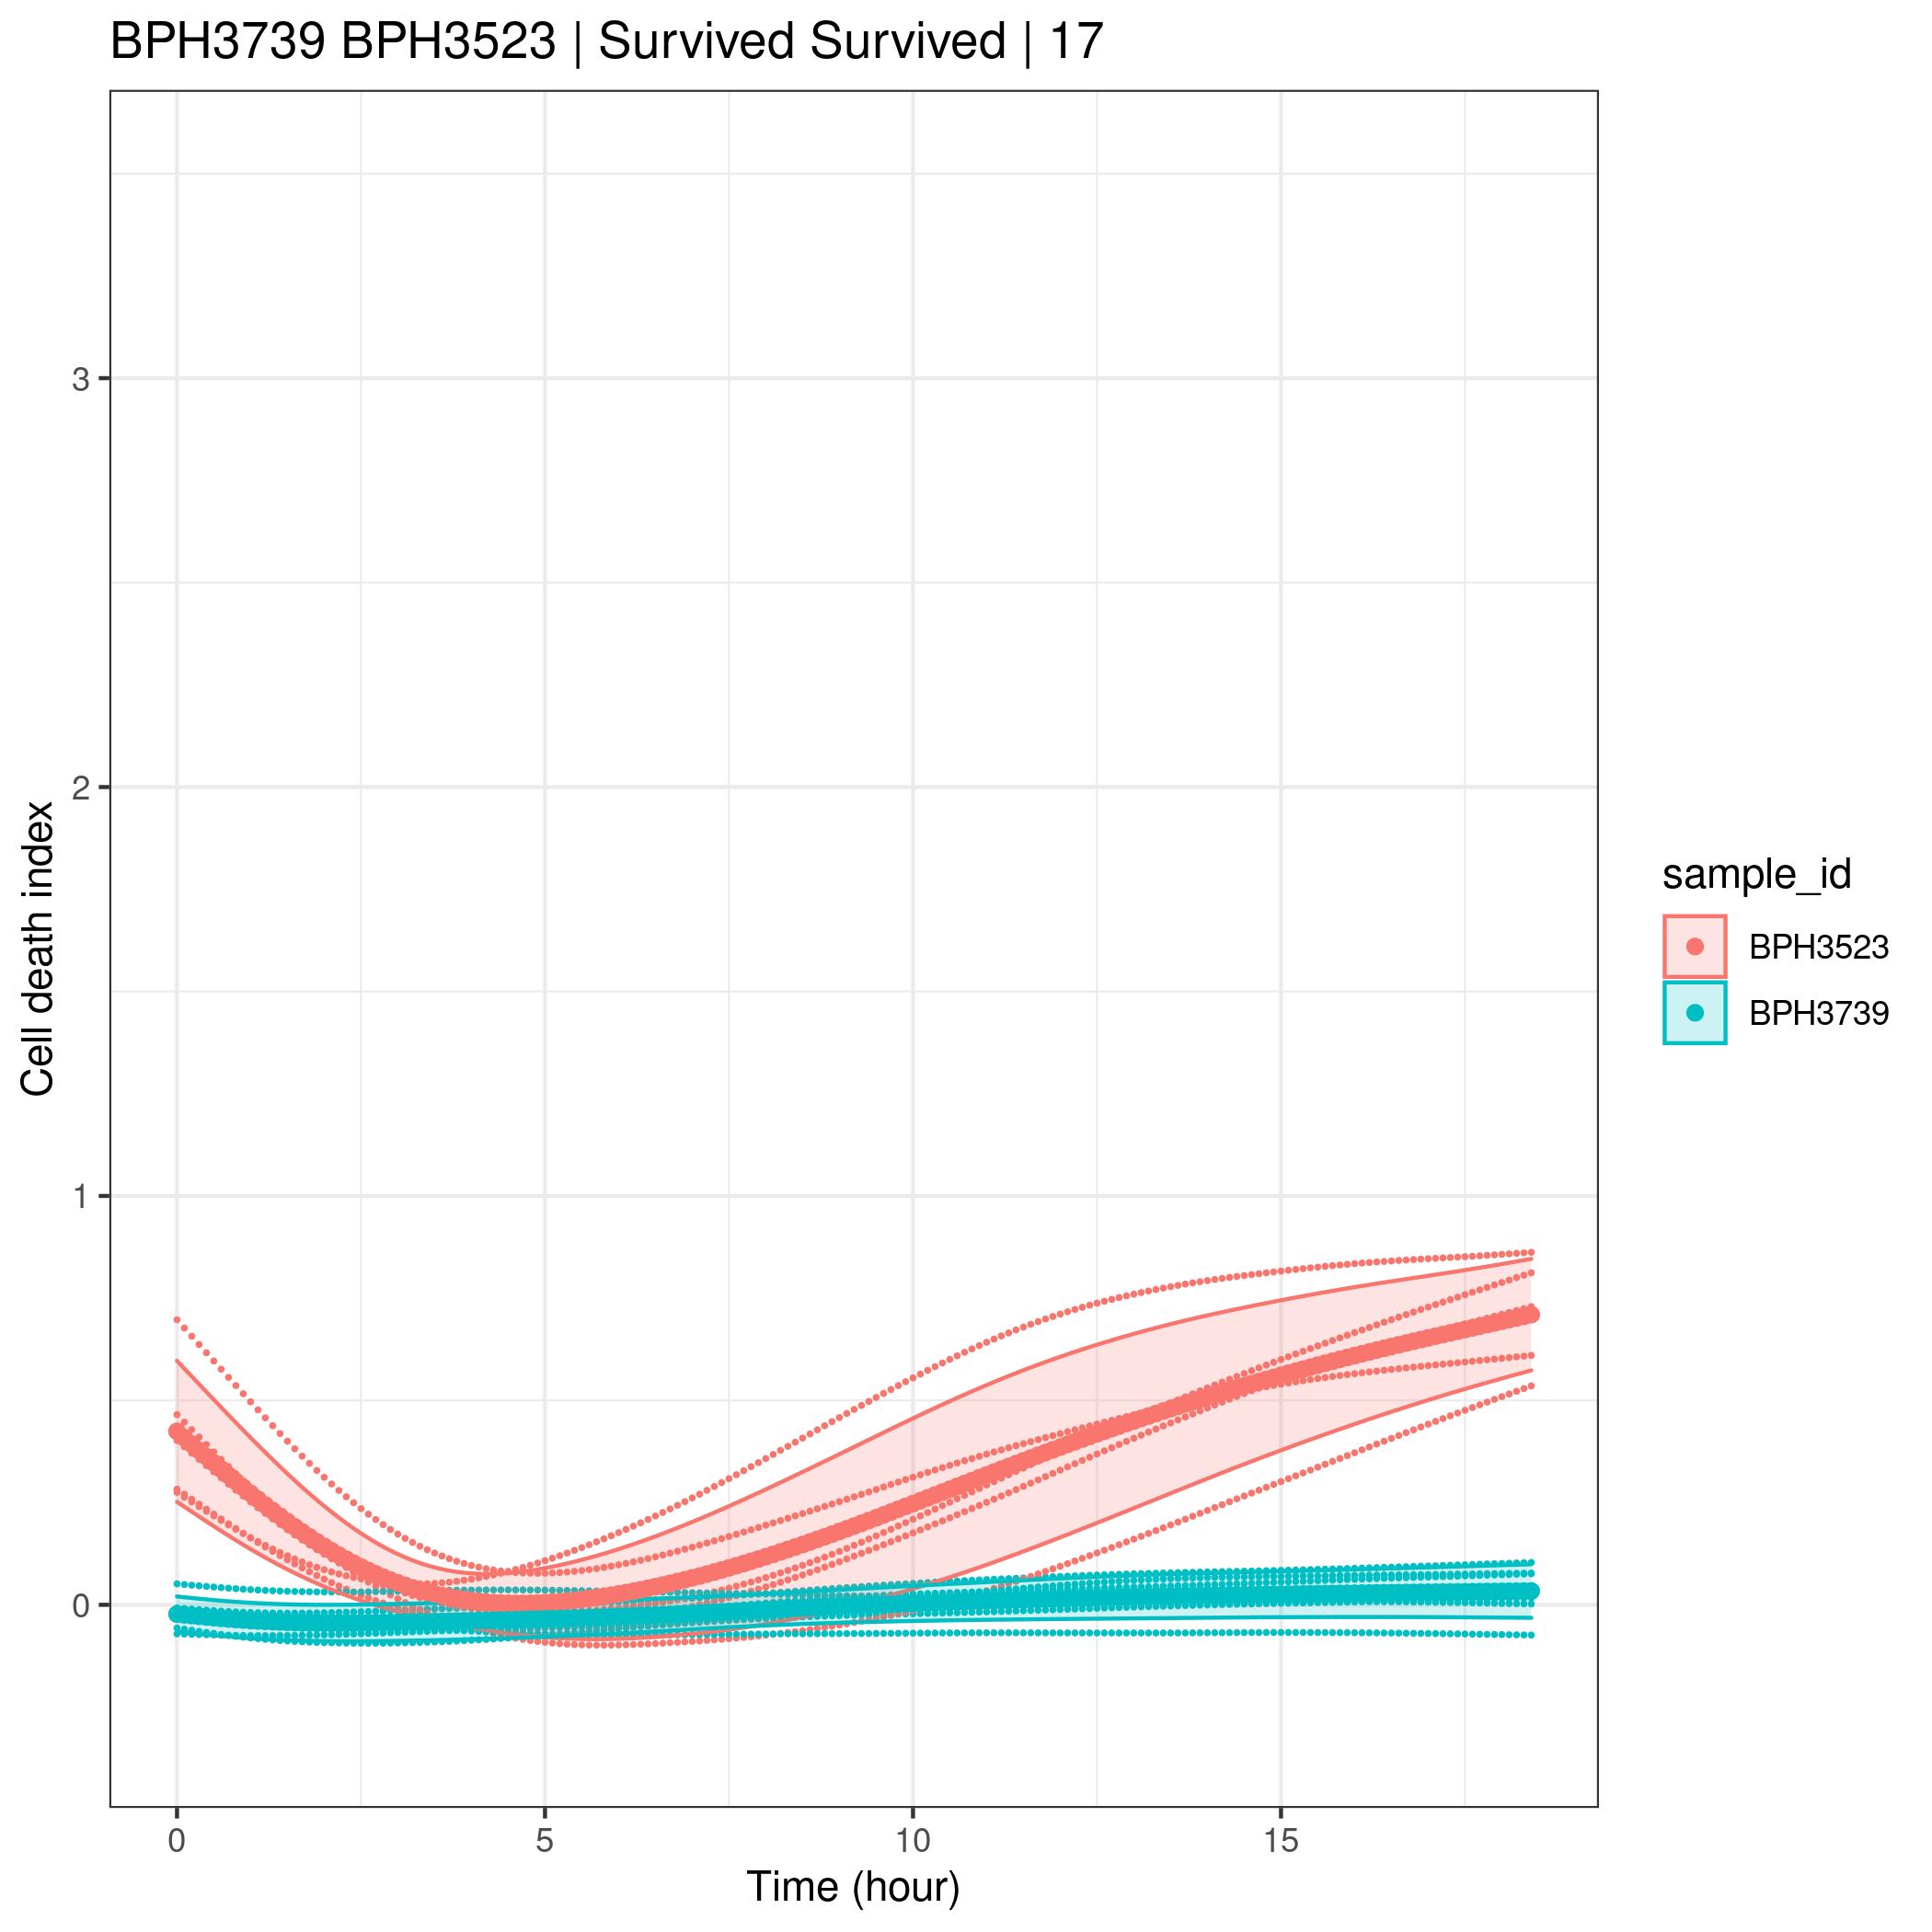 BPH3739 BPH3523 | Survived Survived | 17
3
2
1
0
Cell death index
0 5 10 15
Time (hour)
sample_id
BPH3523
BPH3739